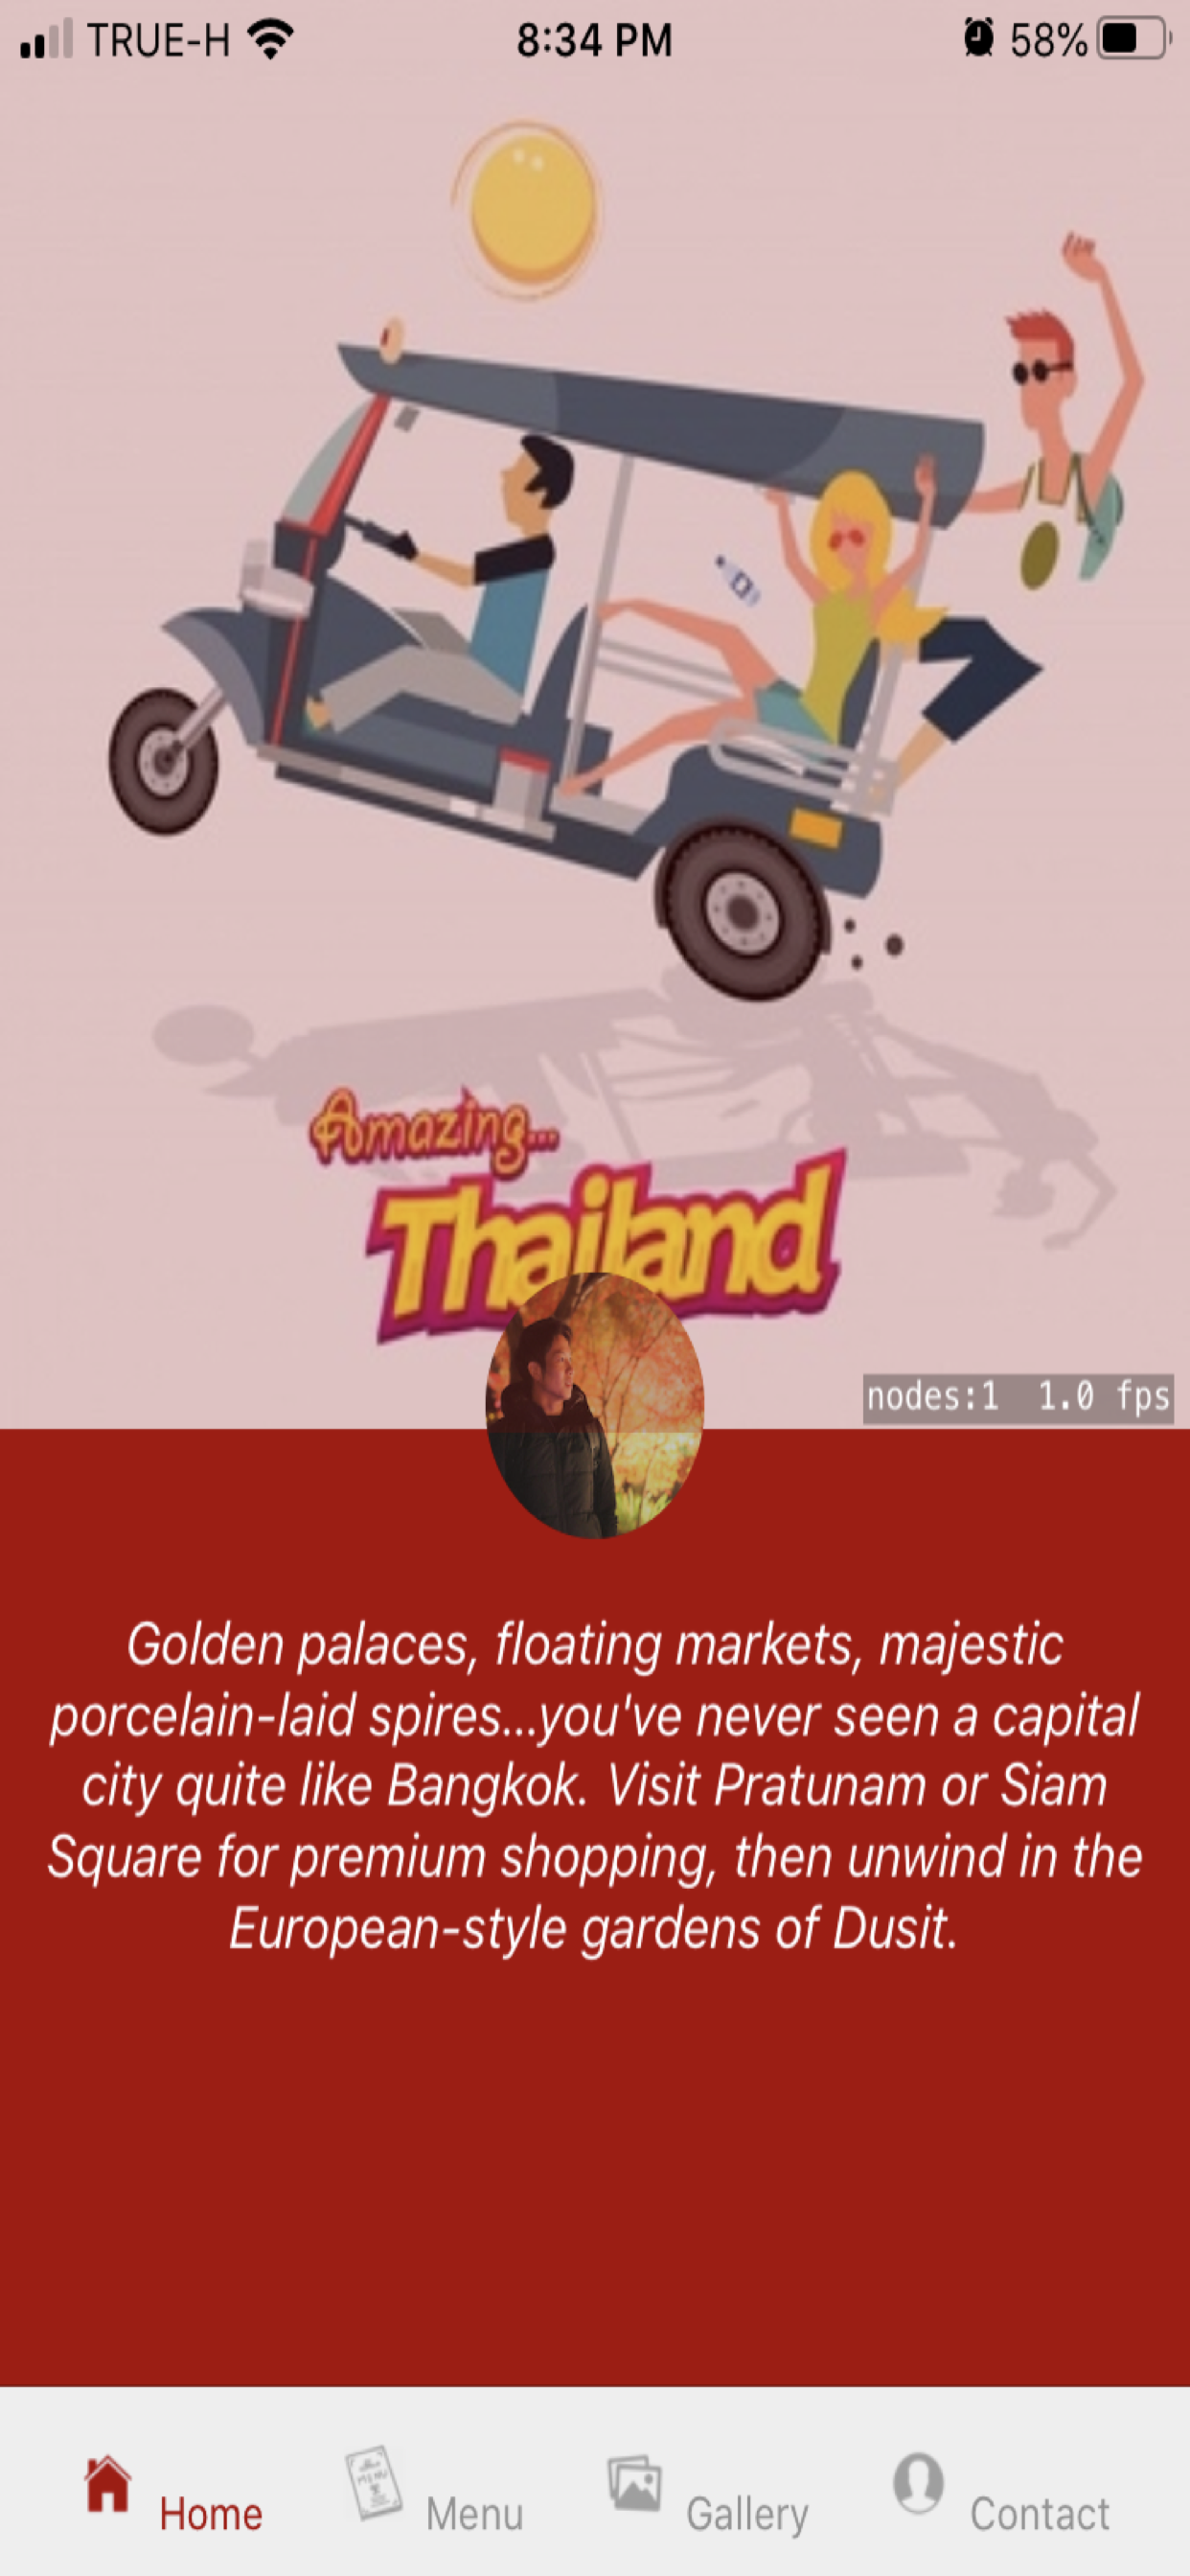 TRUE-H 8:34 PM 58%
Amazing...
Thailand
nodes:1 1.0 fps
Golden palaces, floating markets, majestic
porcelain-laid spires...you've never seen a capital
city quite like Bangkok. Visit Pratunam or Siam
Square for premium shopping, then unwind in the
European-style gardens of Dusit.
Home Menu Gallery Contact